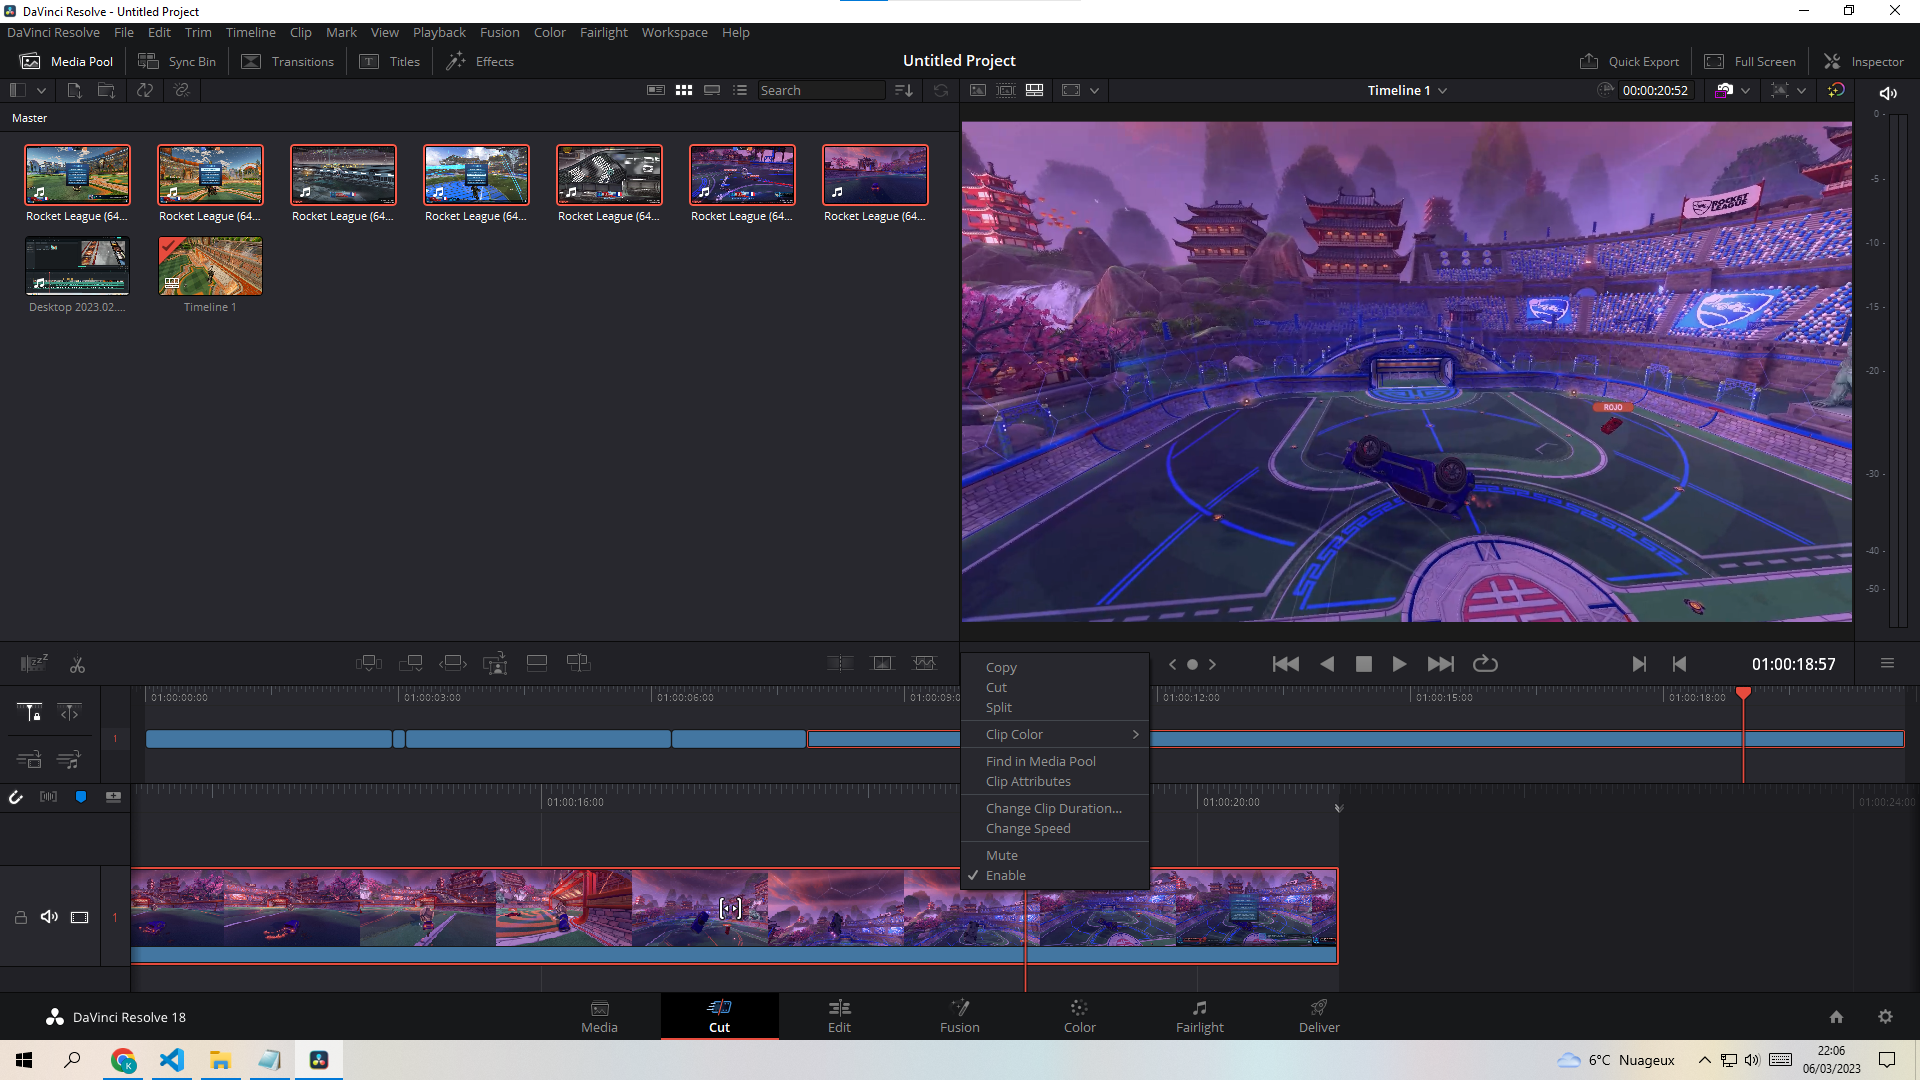 DaVinci Resolve - Untitled Project
DaVinci Resolve File Edit Trim Timeline Clip Mark View Playback Fusion Color Fairlight Workspace Help
Media Pool Sync Bin Transitions Titles Effects Untitled Project Quick Export Full Screen Inspector
Search Timeline 1 00:00:20:52
Master
Rocket League (64... Rocket League (64... Rocket League (64... Rocket League (64... Rocket League (64... Rocket League (64... Rocket League (64...
Desktop 2023.02.... Timeline 1
ROCKET LEAGUE
ROJO
0
-5
-10
-15
-20
-30
-40
-50
01:00:18:57
01:00:00:00 01:00:03:00 01:00:06:00 01:00:09:0 01:00:12:00 01:00:15:00 01:00:18:00
1
Copy
Cut
Split
Clip Color
Find in Media Pool
Clip Attributes
Change Clip Duration...
Change Speed
Mute
Enable
01:00:16:00 01:00:20:00 01:00:24:00
1
DaVinci Resolve 18
Media Cut Edit Fusion Color Fairlight Deliver
6°C Nuageux
22:06
06/03/2023